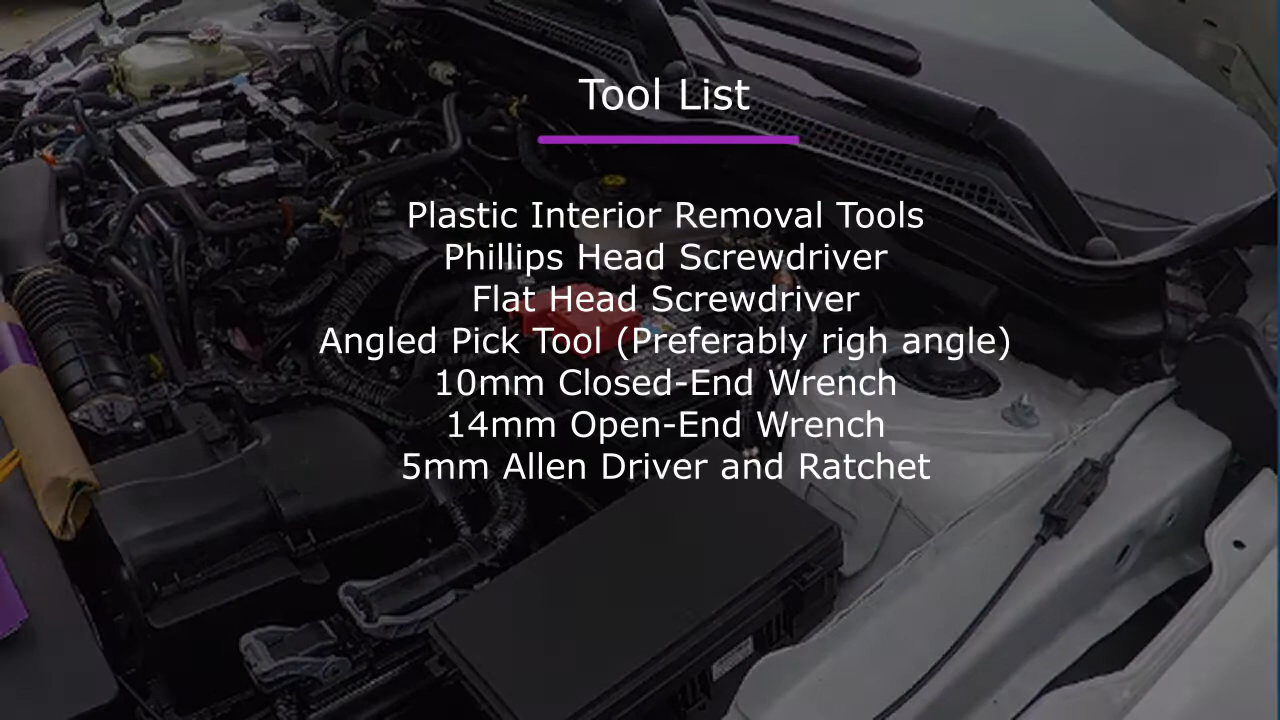 Tool List
Plastic Interior Removal Tools
Phillips Head Screwdriver
Flat Head Screwdriver
Angled Pick Tool (Preferably righ angle)
10mm Closed-End Wrench
14mm Open-End Wrench
5mm Allen Driver and Ratchet